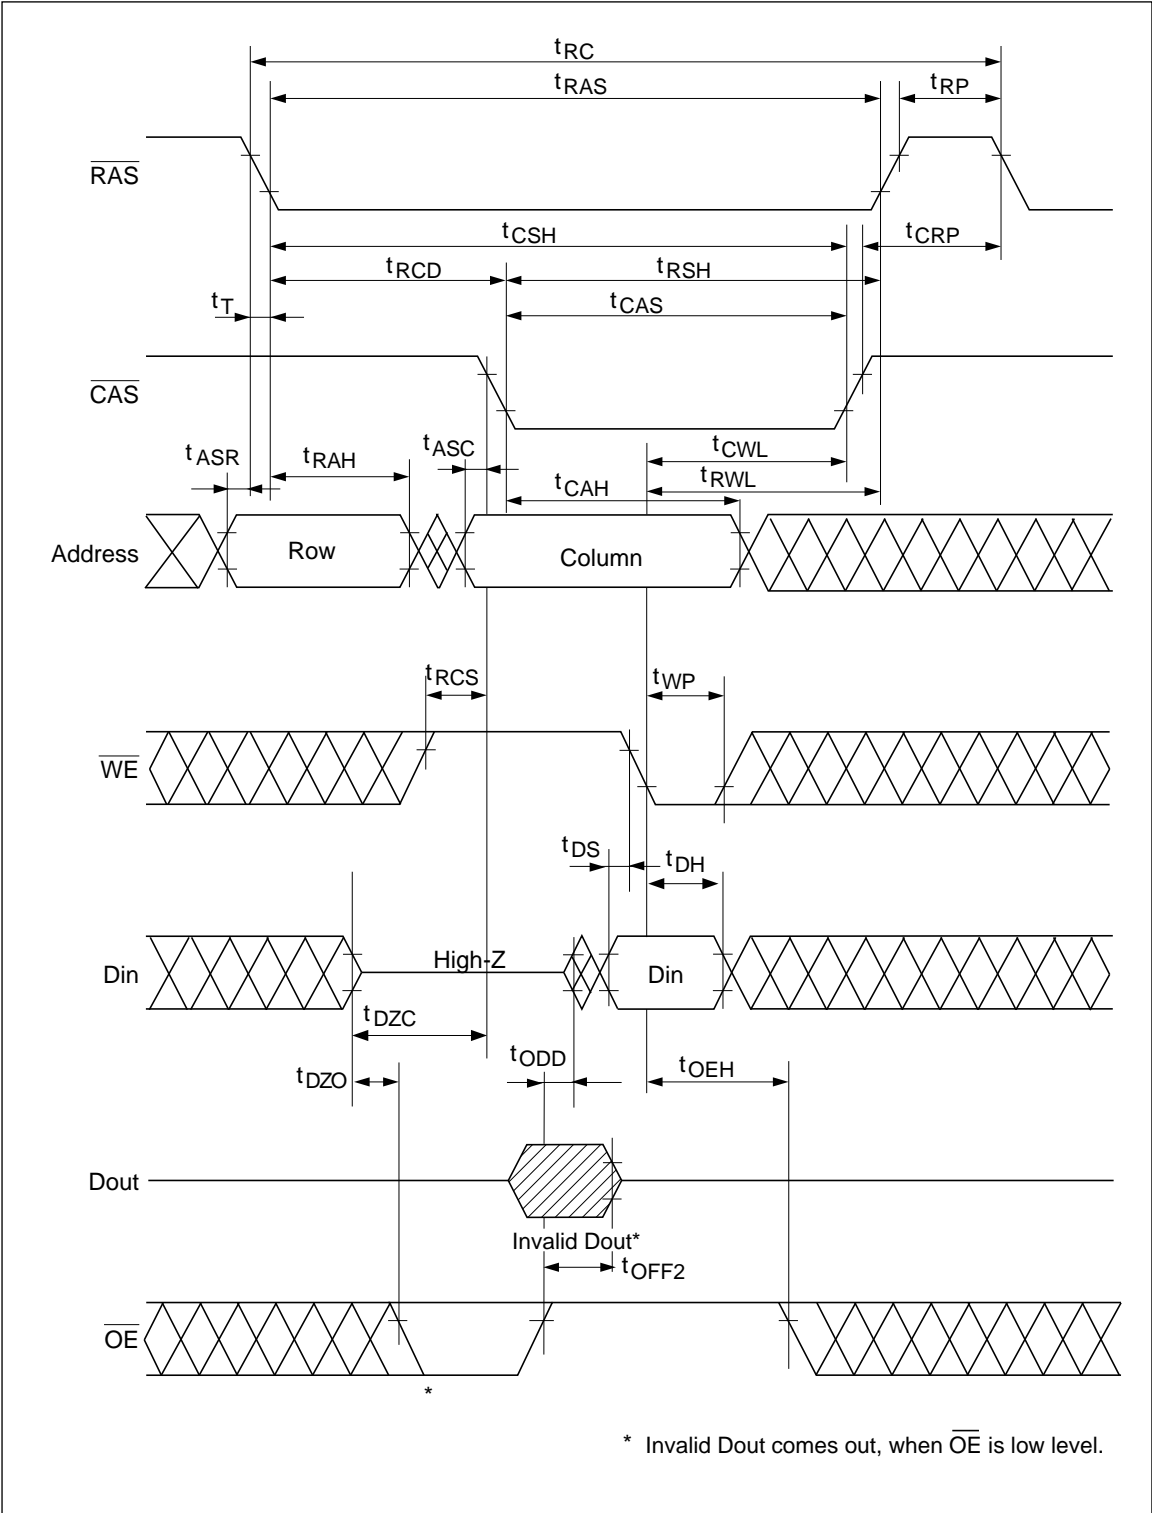 tRC
tRAS
tRP
RAS
tCSH
tCRP
tRCD
tRSH
tT
tCAS
CAS
tASR
tRAH
tASC
tCWL
tCAH
tRWL
Address
Row
Column
tRCS
tWP
WE
tDS
tDH
Din
High-Z
Din
tDZC
tDZO
tODD
tOEH
Dout
Invalid Dout*
tOFF2
OE
*
* Invalid Dout comes out, when OE is low level.